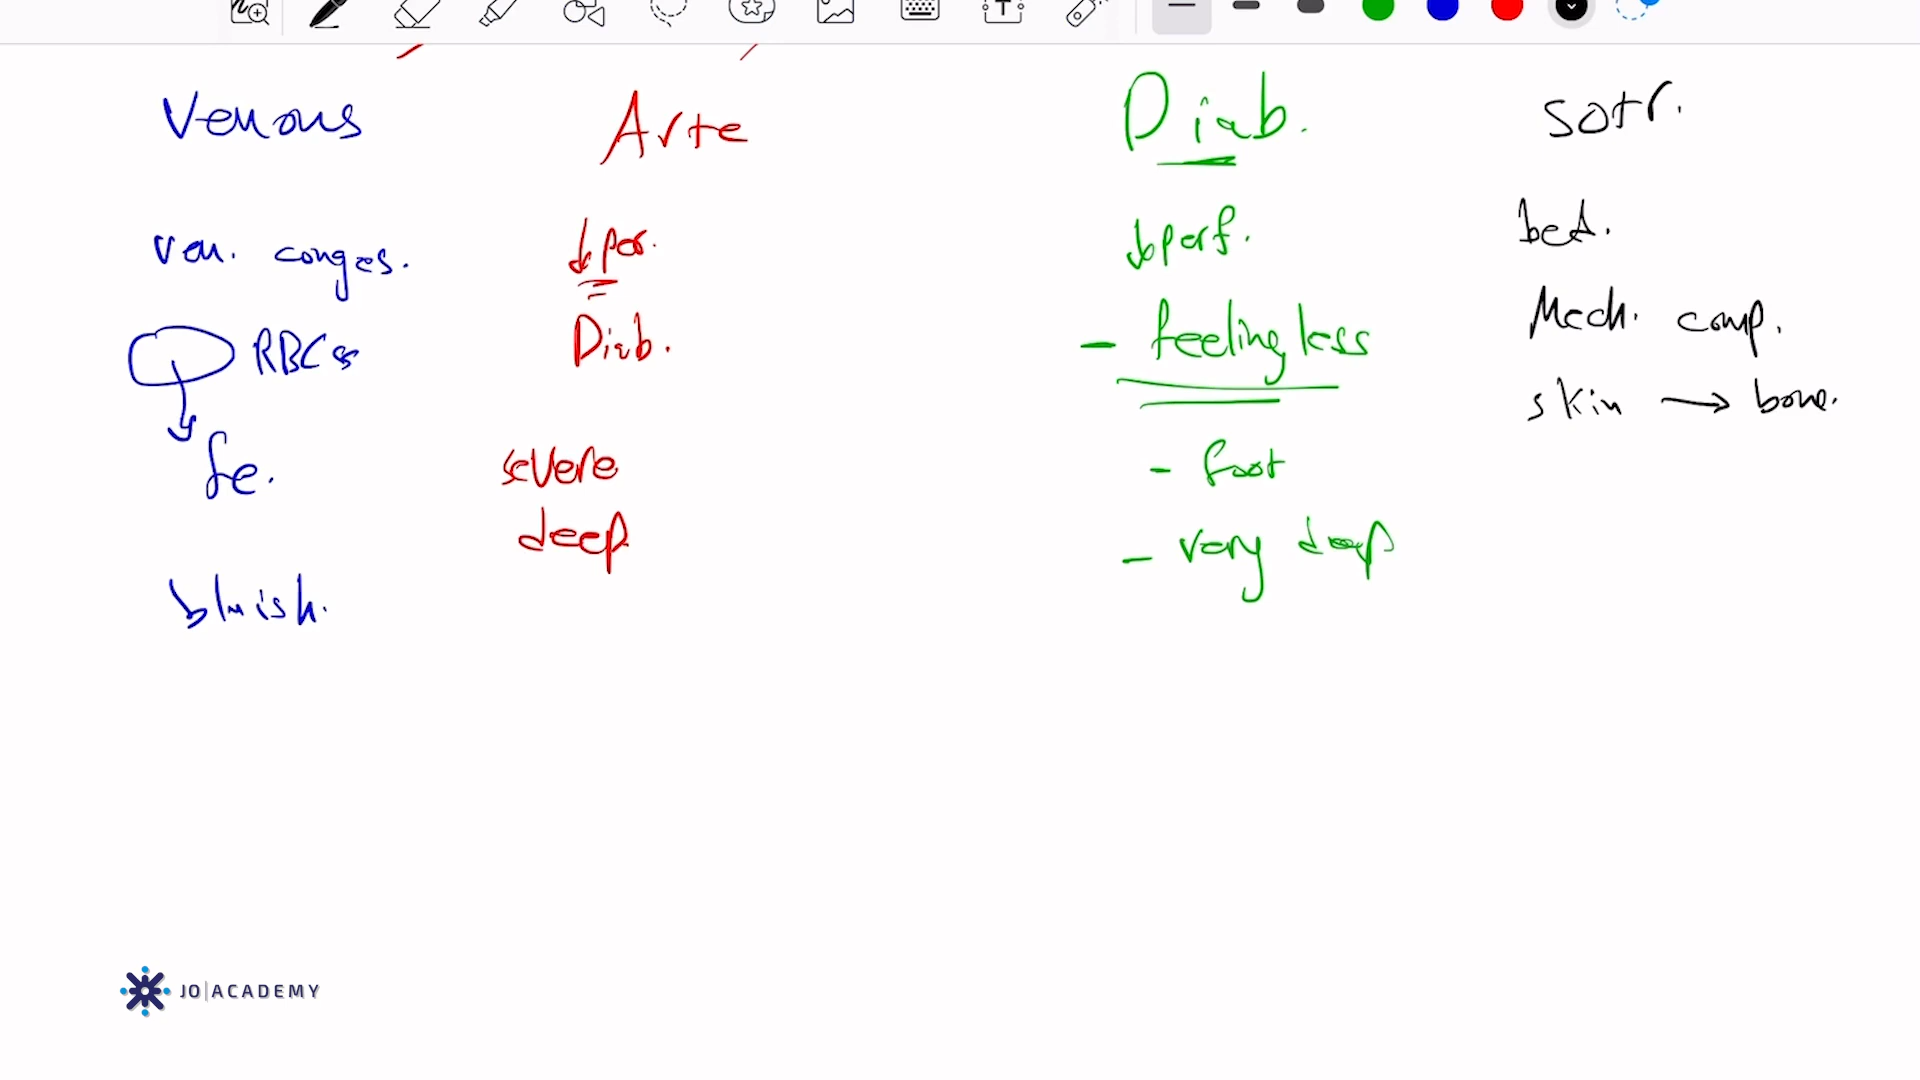 Venous
ven. conges.
RBCs
fe.
bluish.
Arte
↓per.
Diab.
severe
deep
Diab.
↓perf.
- feeling less
- foot
- very deep
sotr.
bed.
Mech. comp.
skin → bone.
JO|ACADEMY